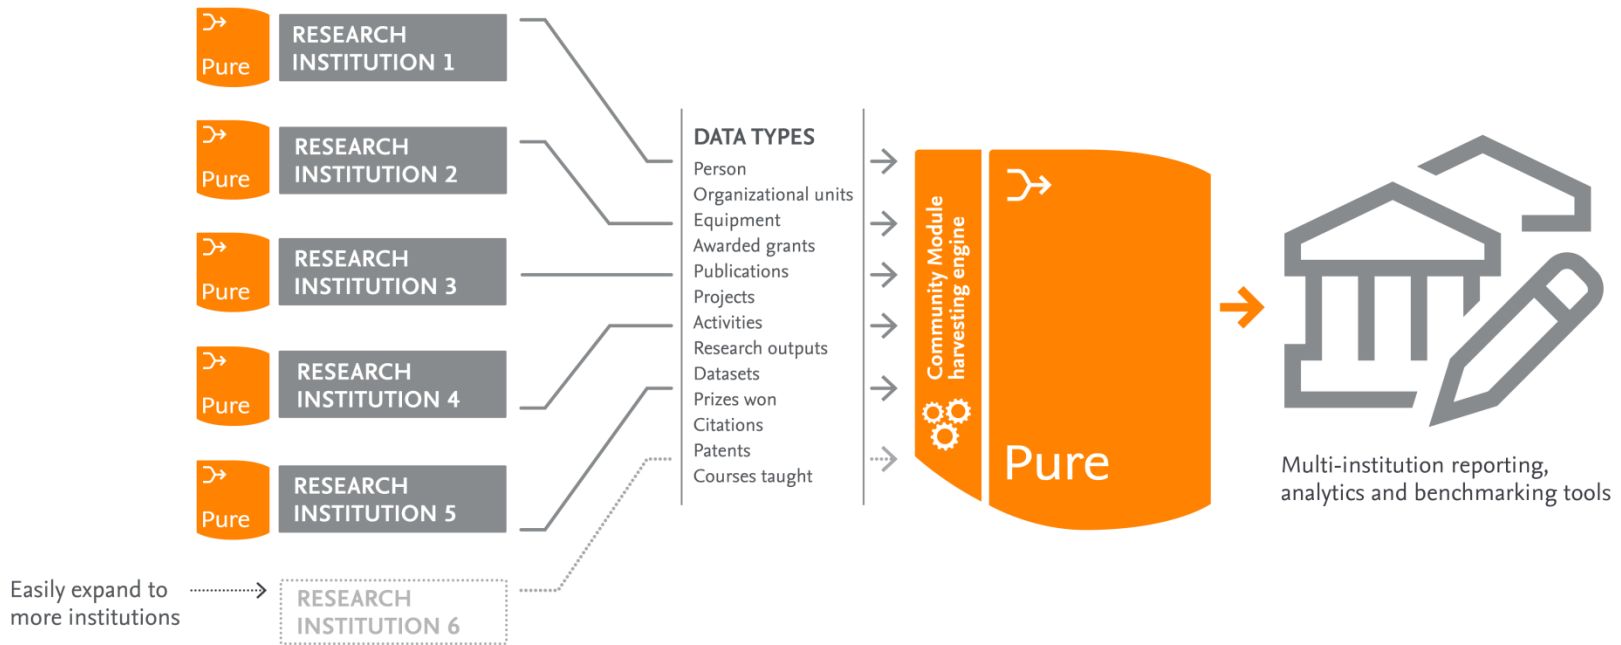 Pure
RESEARCH
INSTITUTION 1
Pure
RESEARCH
INSTITUTION 2
Pure
RESEARCH
INSTITUTION 3
Pure
RESEARCH
INSTITUTION 4
Pure
RESEARCH
INSTITUTION 5
Easily expand to
more institutions
RESEARCH
INSTITUTION 6
DATA TYPES
Person
Organizational units
Equipment
Awarded grants
Publications
Projects
Activities
Research outputs
Datasets
Prizes won
Citations
Patents
Courses taught
Community Module
harvesting engine
Pure
Multi-institution reporting,
analytics and benchmarking tools